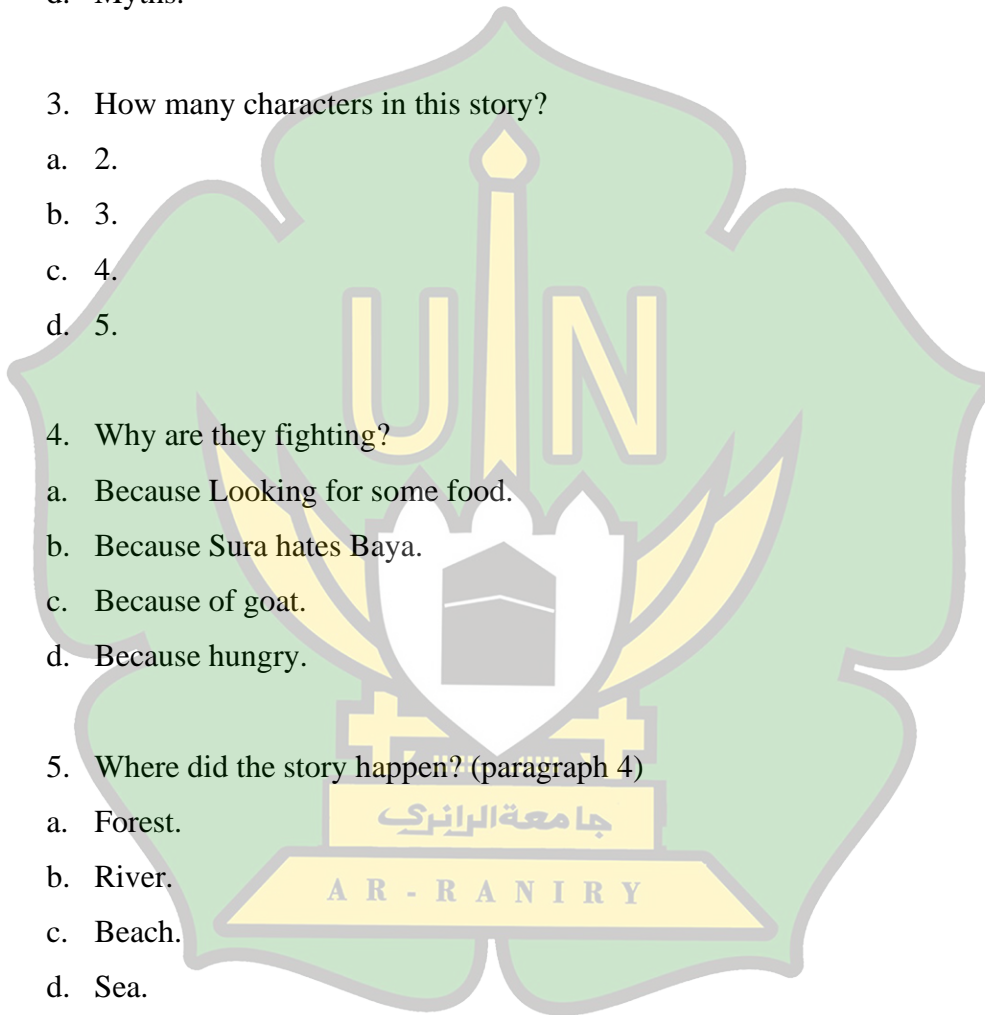 d. Myths.
3. How many characters in this story?
a. 2.
b. 3.
c. 4.
d. 5.
4. Why are they fighting?
a. Because Looking for some food.
b. Because Sura hates Baya.
c. Because of goat.
d. Because hungry.
5. Where did the story happen? (paragraph 4)
a. Forest.
b. River.
c. Beach.
d. Sea.
UIN
جامعةالرانري
AR-RANIRY